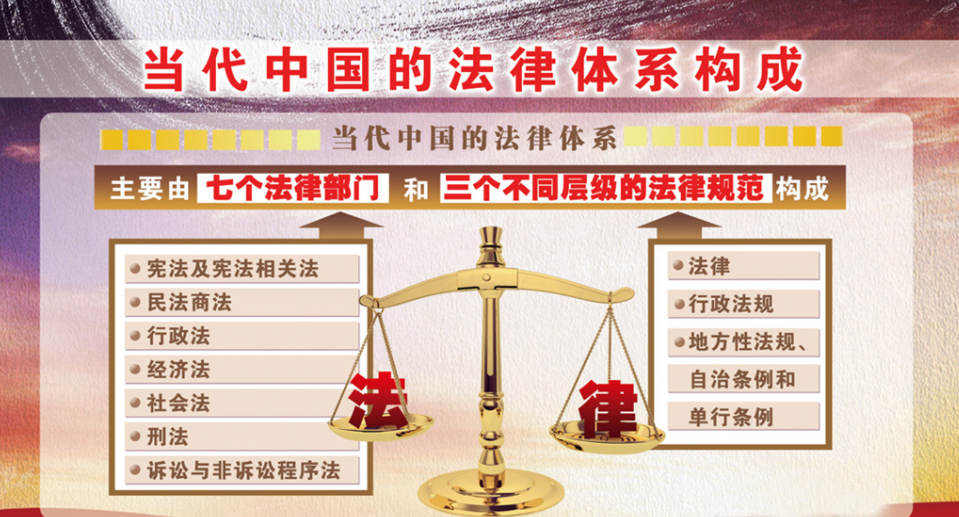 当代中国的法律体系构成
当代中国的法律体系
主要由 七个法律部门 和 三个不同层级的法律规范 构成
宪法及宪法相关法
民法商法
行政法
经济法
社会法
刑法
诉讼与非诉讼程序法
法
律
法律
行政法规
地方性法规、
自治条例和
单行条例